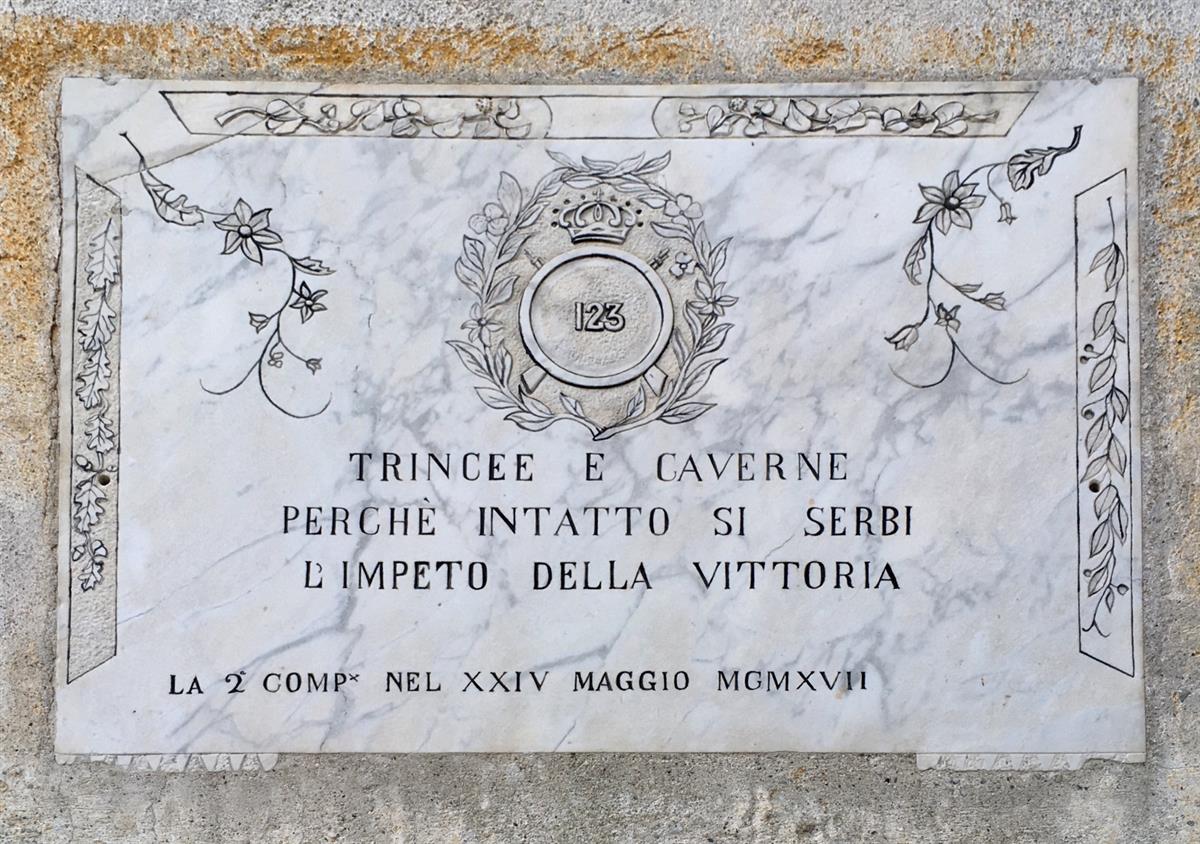 123
TRINCEE E CAVERNE
PERCHÈ INTATTO SI SERBI
L'IMPETO DELLA VITTORIA
LA 2ª COMPª NEL XXIV MAGGIO MCMXVII